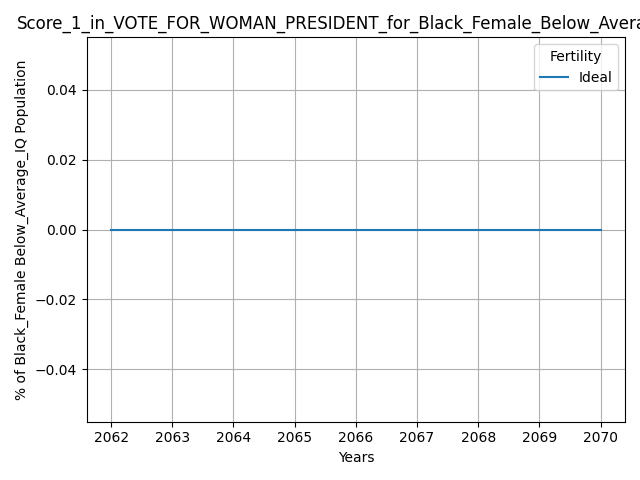 Score_1_in_VOTE_FOR_WOMAN_PRESIDENT_for_Black_Female_Below_Avera
Fertility
Ideal
% of Black_Female Below_Average_IQ Population
0.04
0.02
0.00
−0.02
−0.04
2062 2063 2064 2065 2066 2067 2068 2069 2070
Years